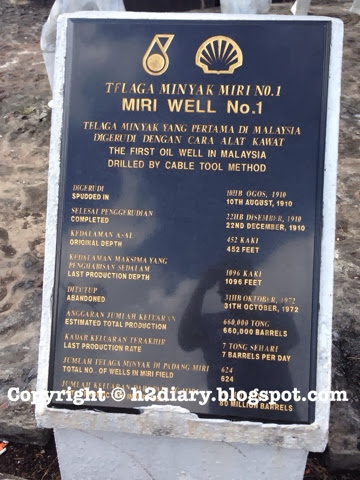 TELAGA MINYAK MIRI NO.1
MIRI WELL No.1
TELAGA MINYAK YANG PERTAMA DI MALAYSIA
DIGERUDI DENGAN CARA ALAT KAWAT
THE FIRST OIL WELL IN MALAYSIA
DRILLED BY CABLE TOOL METHOD
DIGERUDI 10HB OGOS, 1910
SPUDDED IN 10TH AUGUST, 1910
SELESAI PENGGERUDIAN 22HB DISEMBER, 1910
COMPLETED 22ND DECEMBER, 1910
KEDALAMAN ASAL 452 KAKI
ORIGINAL DEPTH 452 FEET
KEDALAMAN MAKSIMA YANG
PENGHABISAN SEDALAM 1096 KAKI
LAST PRODUCTION DEPTH 1096 FEET
DITUTUP 31HB OKTOBER, 1972
ABANDONED 31TH OCTOBER, 1972
ANGGARAN JUMLAH KELUARAN 660,000 TONG
ESTIMATED TOTAL PRODUCTION 660,000 BARRELS
KADAR KELUARAN TERAKHIR 7 TONG SEHARI
LAST PRODUCTION RATE 7 BARRELS PER DAY
JUMLAH TELAGA MINYAK DI PADANG MIRI 624
TOTAL NO. OF WELLS IN MIRI FIELD 624
JUMLAH KELUARAN
Copyright © h2diary.blogspot.com
80 MILLION BARRELS